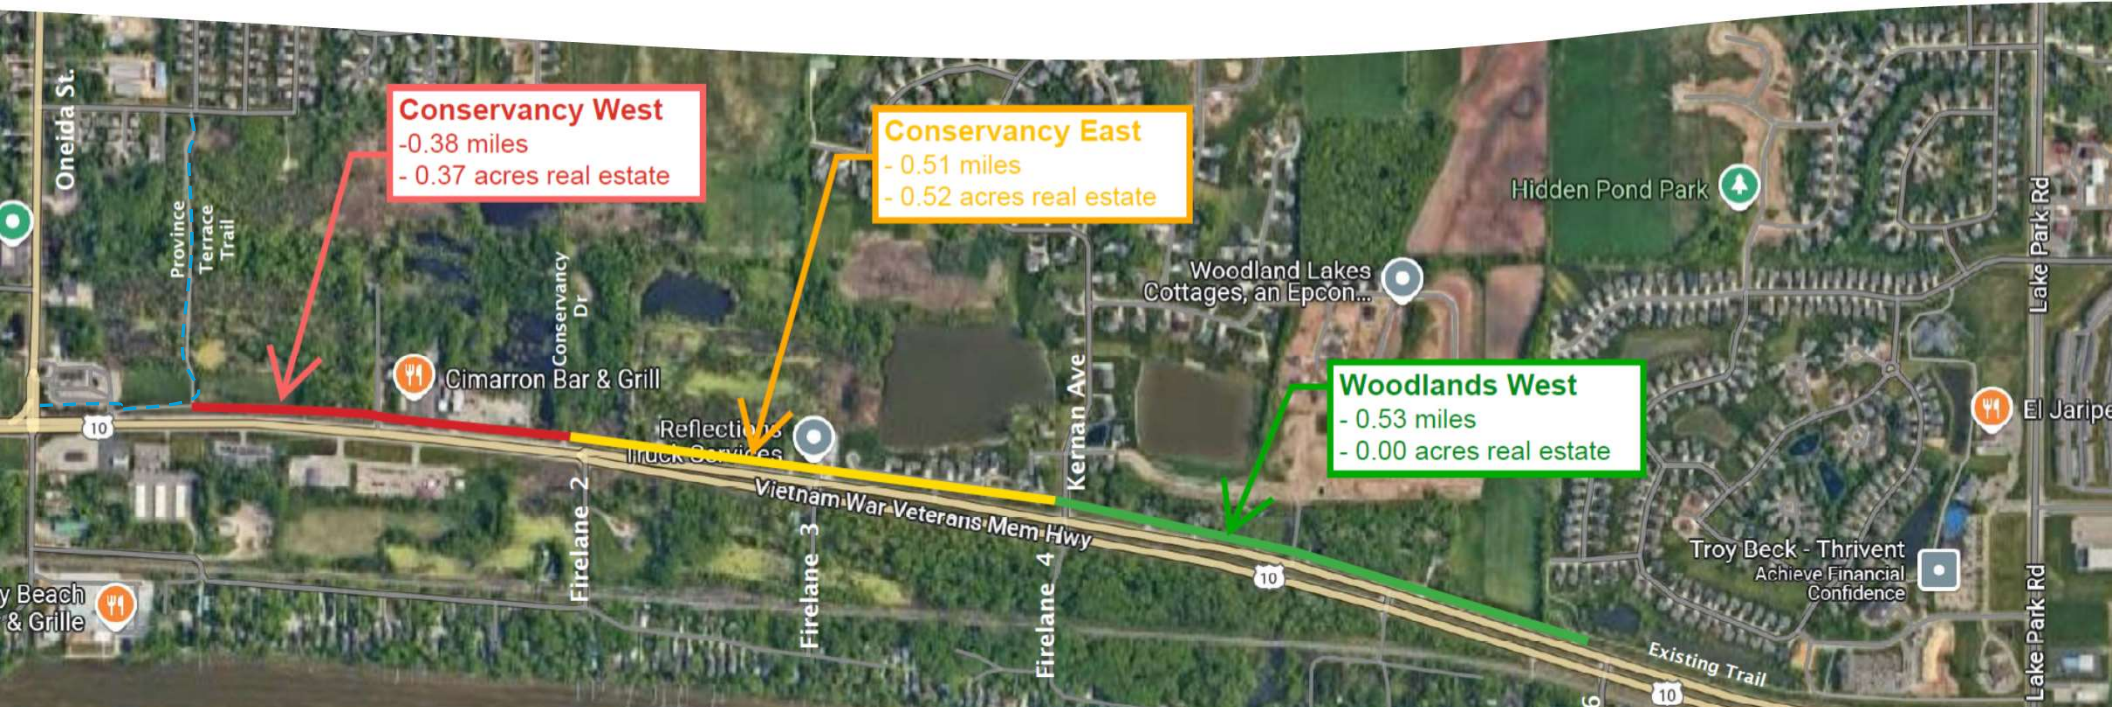 Oneida St.
Conservancy West
-0.38 miles
- 0.37 acres real estate
Conservancy East
- 0.51 miles
- 0.52 acres real estate
Hidden Pond Park
Lake Park Rd
Province
Terrace
Trail
Conservancy
Dr
Woodland Lakes
Cottages, an Epcon...
Cimarron Bar & Grill
Kernan Ave
Woodlands West
- 0.53 miles
- 0.00 acres real estate
El Jaripe
10
Reflections
Truck Services
Vietnam War Veterans Mem Hwy
Firelane 2
Firelane 3
Firelane 4
10
Troy Beck - Thrivent
Achieve Financial
Confidence
y Beach
& Grille
Existing Trail
Lake Park Rd
10
6